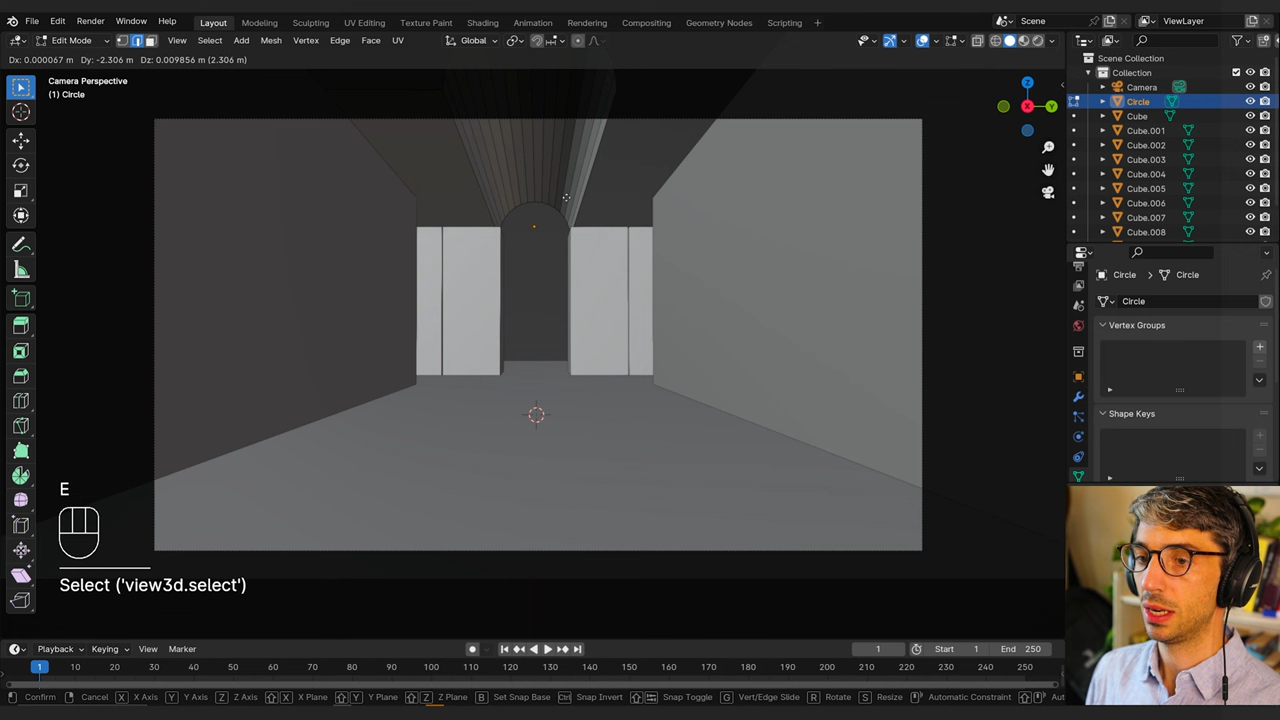 File Edit Render Window Help Layout Modeling Sculpting UV Editing Texture Paint Shading Animation Rendering Compositing Geometry Nodes Scripting + Scene ViewLayer
Edit Mode View Select Add Mesh Vertex Edge Face UV Global
Dx: 0.000067 m Dy: -2.306 m Dz: 0.009856 m (2.306 m)
Camera Perspective
(1) Circle
Z
Y
X
E
Select ('view3d.select')
Scene Collection
Collection
Camera
Circle
Cube
Cube.001
Cube.002
Cube.003
Cube.004
Cube.005
Cube.006
Cube.007
Cube.008
Circle Circle
Circle
Vertex Groups
Shape Keys
Playback Keying View Marker 1 Start 1 End 250
1 10 20 30 40 50 60 70 80 90 100 110 120 130 140 150 160 170 180 190 200 210 220 230 240 250
Confirm Cancel X X Axis Y Y Axis Z Z Axis X X Plane Y Y Plane Z Z Plane B Set Snap Base Ctrl Snap Invert Snap Toggle G Vert/Edge Slide R Rotate S Resize Automatic Constraint